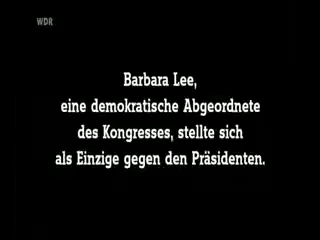 WDR
Barbara Lee,
eine demokratische Abgeordnete
des Kongresses, stellte sich
als Einzige gegen den Präsidenten.